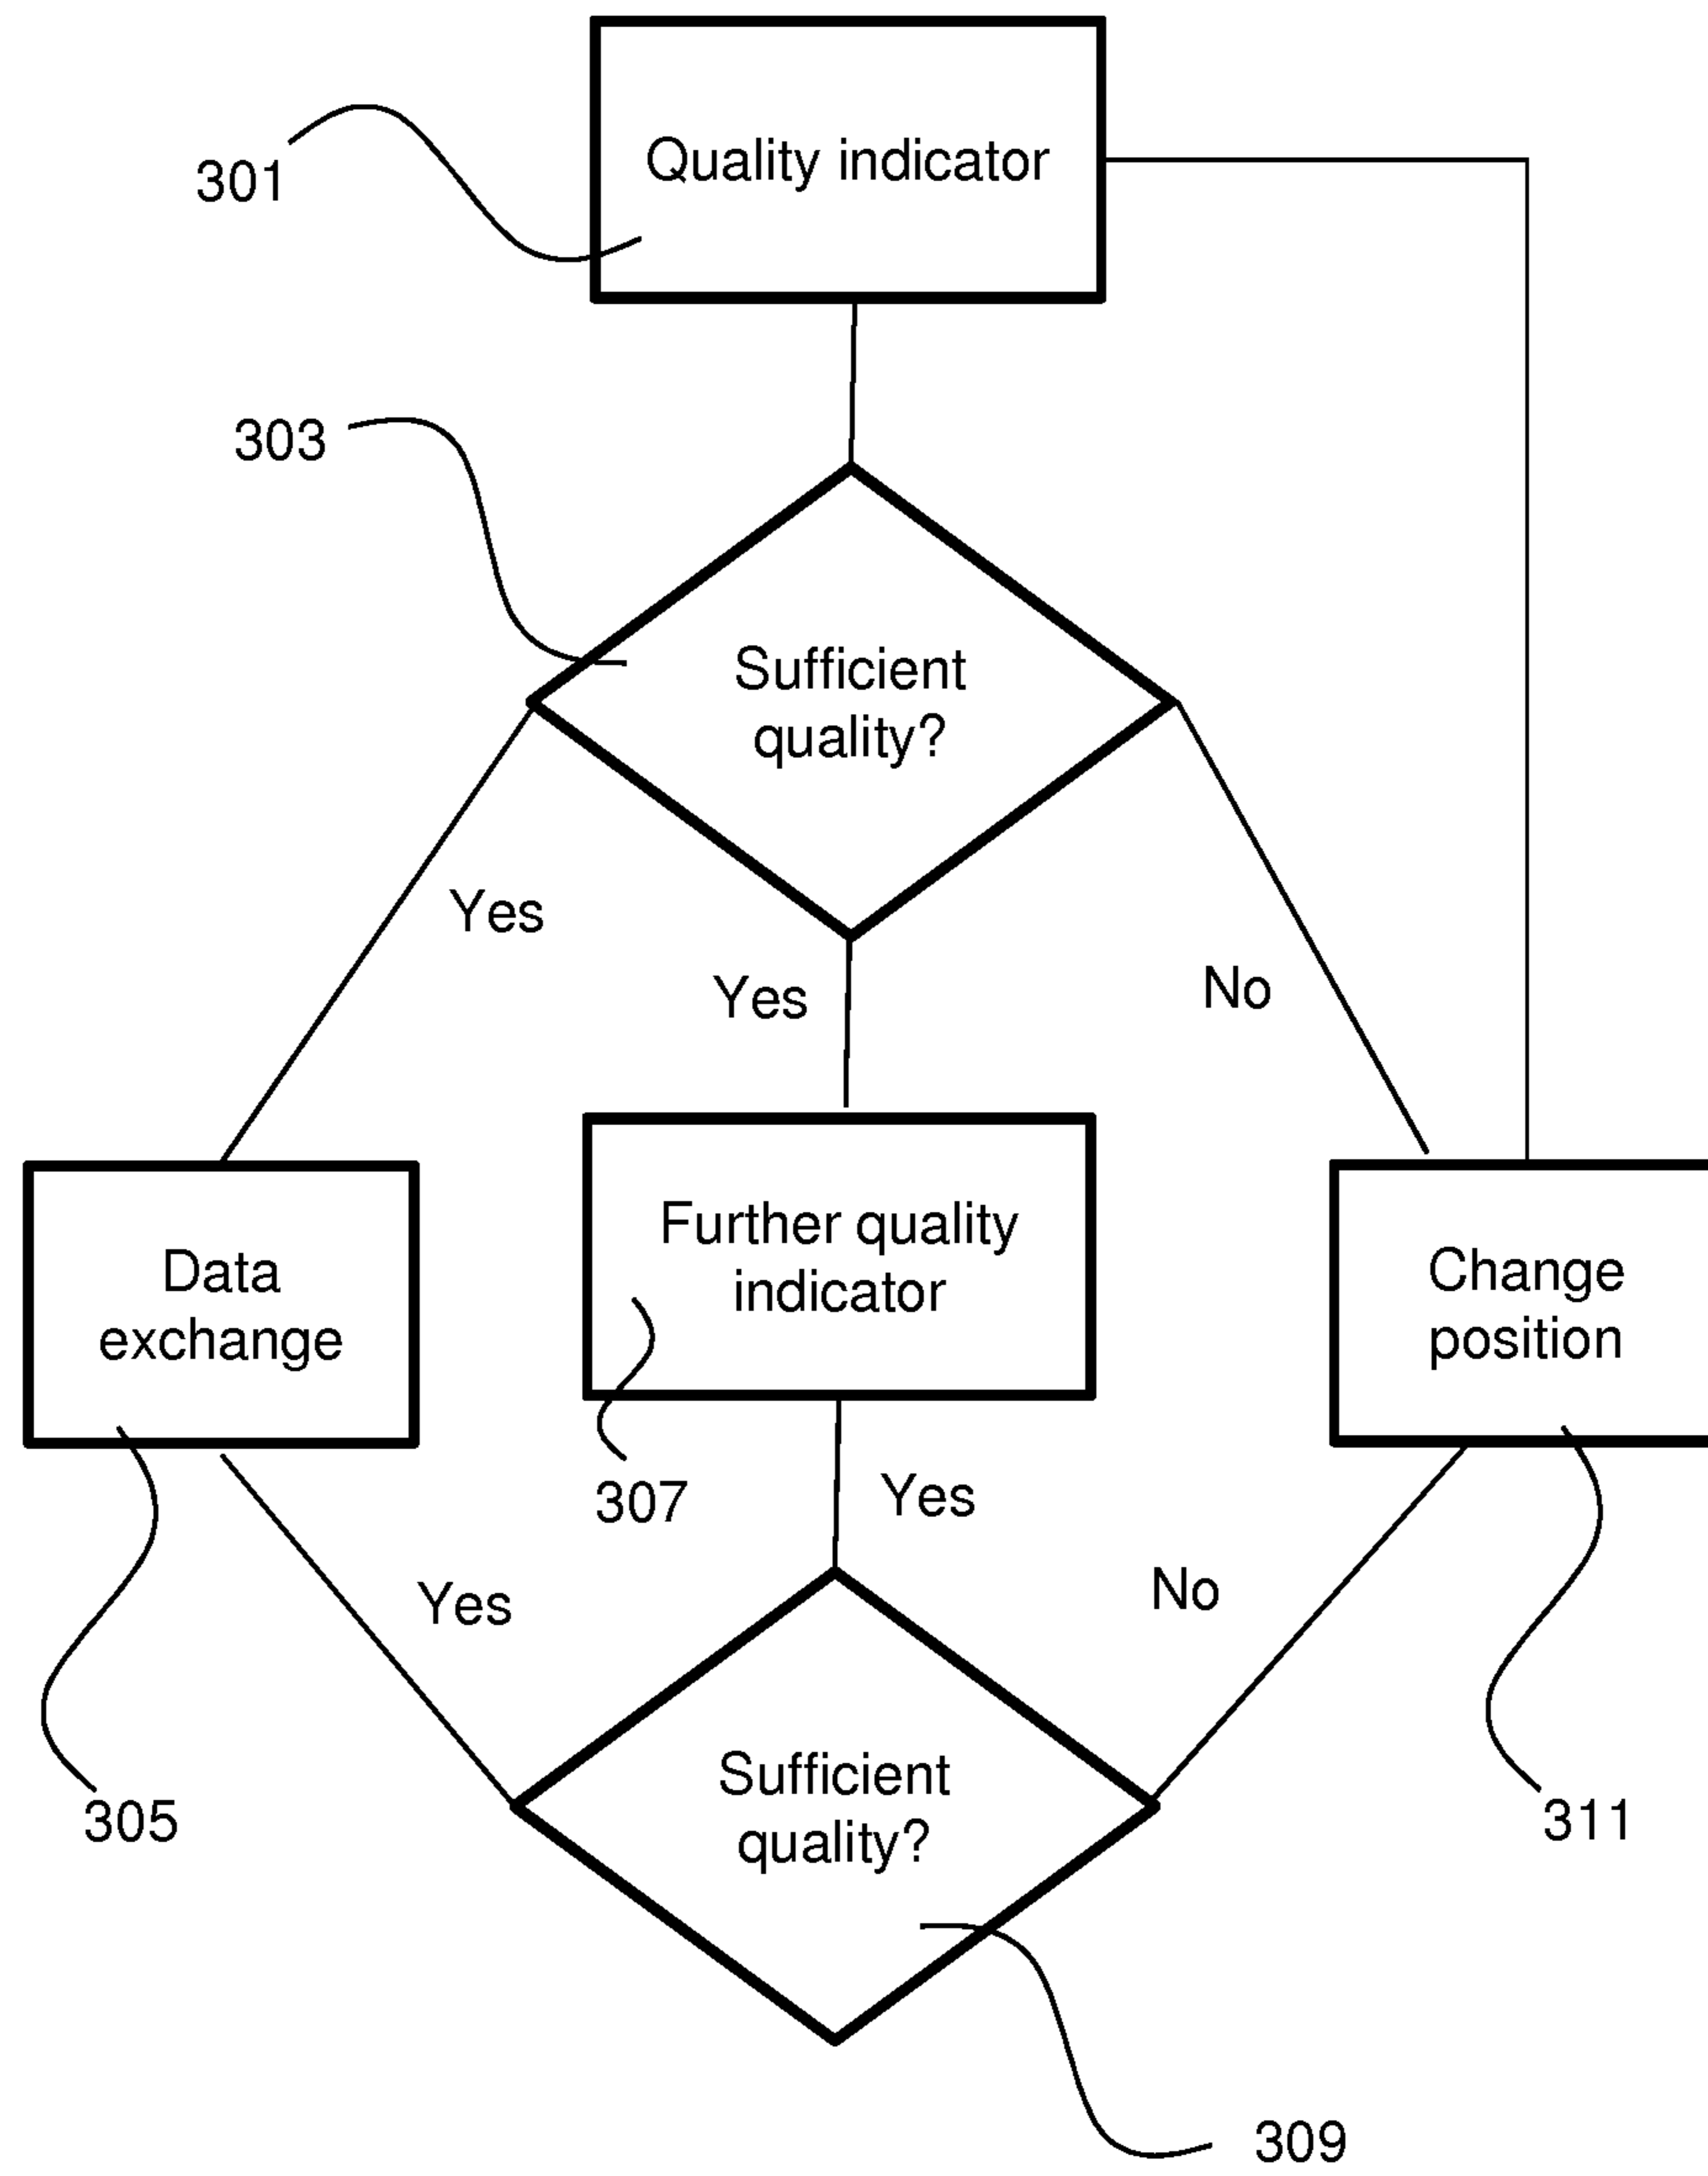 Quality indicator
301
303
Sufficient
quality?
Yes
Yes
No
Data
exchange
Further quality
indicator
Change
position
307
Yes
Yes
No
Sufficient
quality?
305
311
309